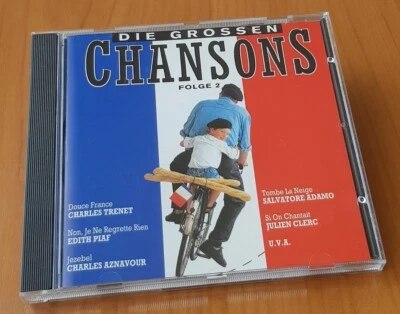 DIE GROSSEN
CHANSONS
FOLGE 2
Douce France
CHARLES TRENET
Non, Je Ne Regrette Rien
EDITH PIAF
Jezebel
CHARLES AZNAVOUR
Tombe La Neige
SALVATORE ADAMO
Si On Chantait
JULIEN CLERC
U.V.A.